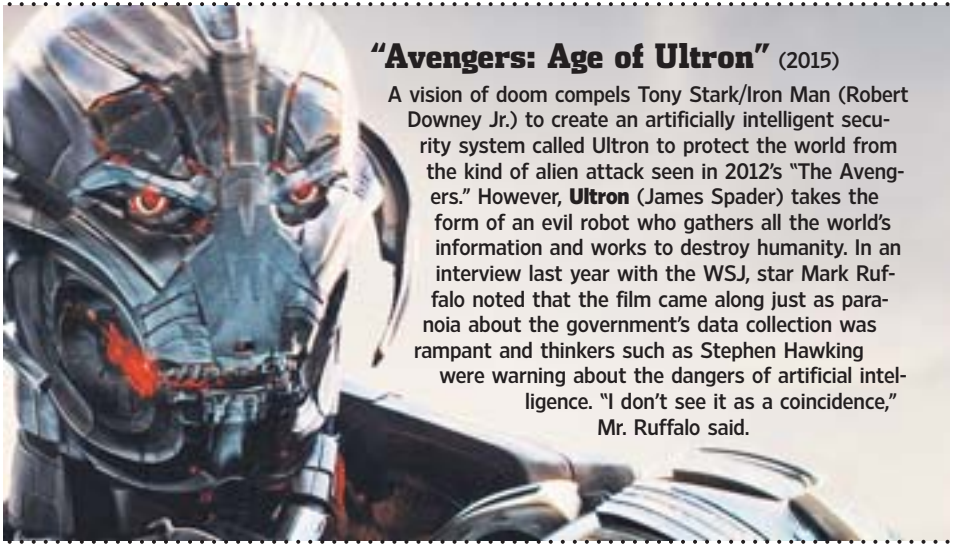 “Avengers: Age of Ultron” (2015)
A vision of doom compels Tony Stark/Iron Man (Robert
Downey Jr.) to create an artificially intelligent secu-
rity system called Ultron to protect the world from
the kind of alien attack seen in 2012’s “The Aveng-
ers.” However, Ultron (James Spader) takes the
form of an evil robot who gathers all the world’s
information and works to destroy humanity. In an
interview last year with the WSJ, star Mark Ruf-
falo noted that the film came along just as para-
noia about the government’s data collection was
rampant and thinkers such as Stephen Hawking
were warning about the dangers of artificial intel-
ligence. “I don’t see it as a coincidence,”
Mr. Ruffalo said.